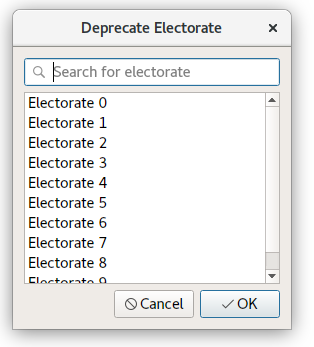 Deprecate Electorate
Search for electorate
Electorate 0
Electorate 1
Electorate 2
Electorate 3
Electorate 4
Electorate 5
Electorate 6
Electorate 7
Electorate 8
Electorate 9
Cancel
OK